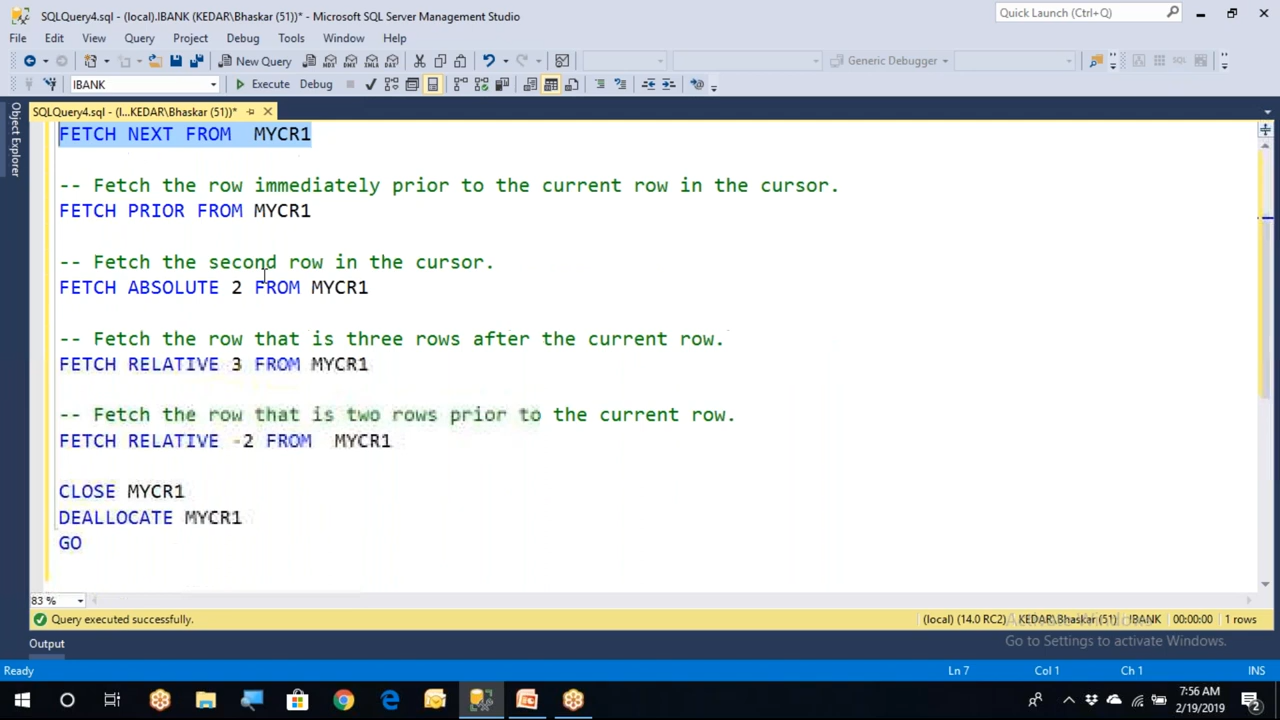 SQLQuery4.sql - (local).IBANK (KEDAR\Bhaskar (51))* - Microsoft SQL Server Management Studio
Quick Launch (Ctrl+Q)
File Edit View Query Project Debug Tools Window Help
New Query
Generic Debugger
IBANK
Execute Debug
SQLQuery4.sql - (l...KEDAR\Bhaskar (51))*
Object Explorer
FETCH NEXT FROM  MYCR1
-- Fetch the row immediately prior to the current row in the cursor.
FETCH PRIOR FROM MYCR1
-- Fetch the second row in the cursor.
FETCH ABSOLUTE 2 FROM MYCR1
-- Fetch the row that is three rows after the current row.
FETCH RELATIVE 3 FROM MYCR1
-- Fetch the row that is two rows prior to the current row.
FETCH RELATIVE -2 FROM  MYCR1
CLOSE MYCR1
DEALLOCATE MYCR1
GO
83 %
Query executed successfully.
(local) (14.0 RC2) KEDAR\Bhaskar (51) IBANK 00:00:00 1 rows
Activate Windows
Go to Settings to activate Windows.
Output
Ready
Ln 7 Col 1 Ch 1 INS
7:56 AM
2/19/2019
2